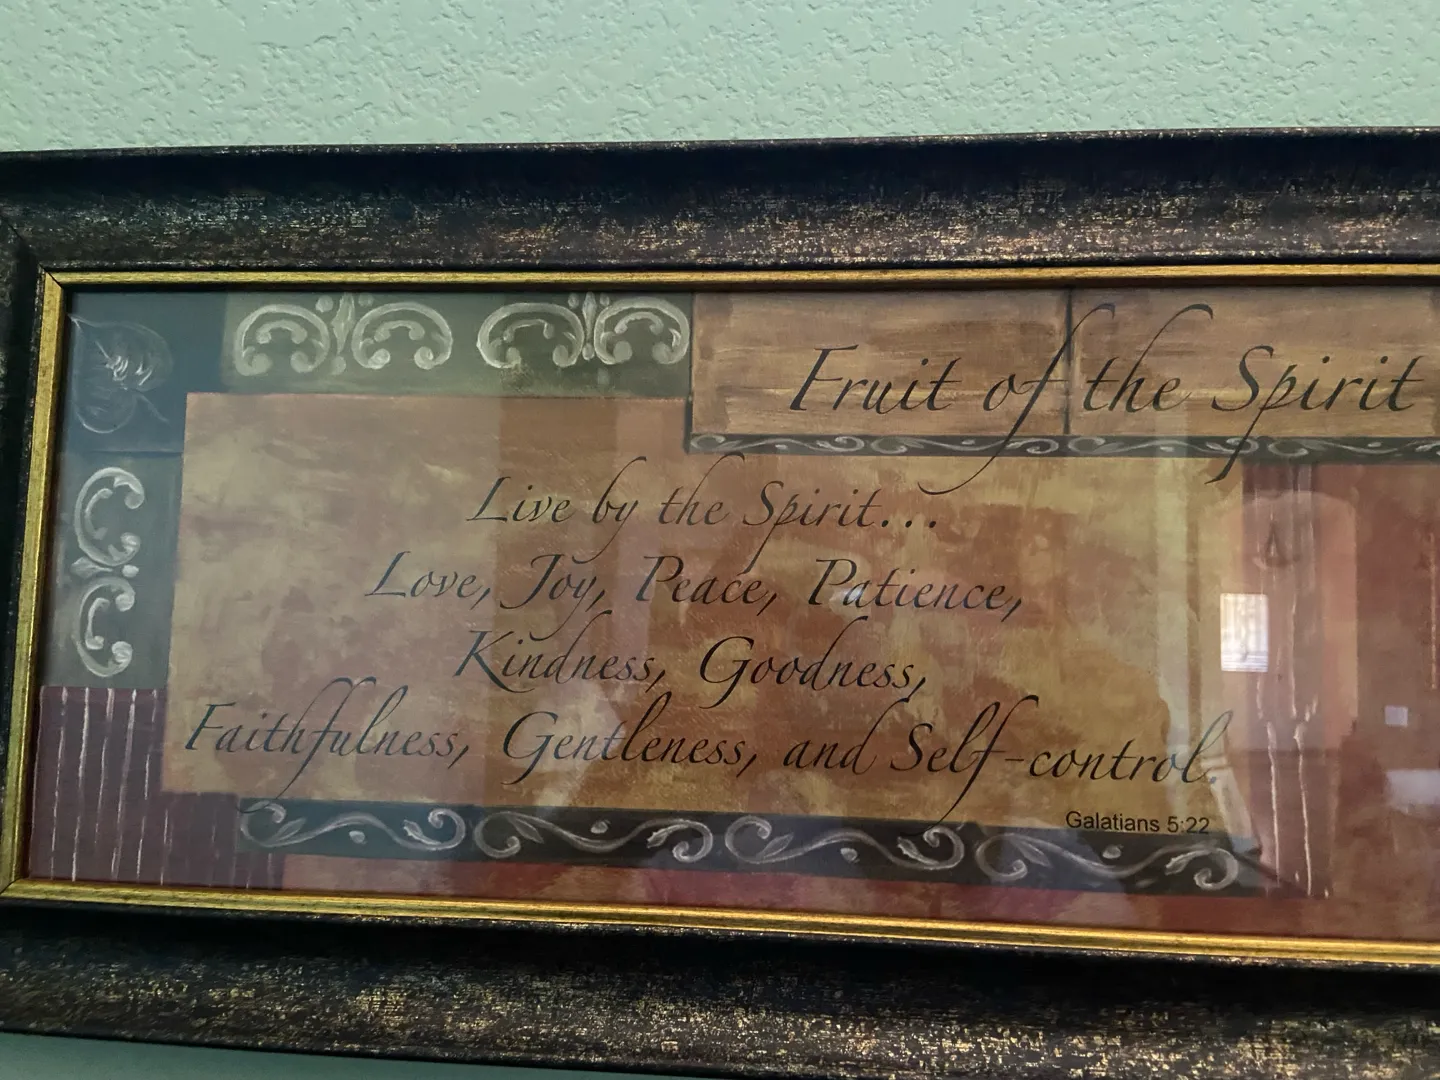 Fruit of the Spirit
Live by the Spirit...
Love, Joy, Peace, Patience,
Kindness, Goodness,
Faithfulness, Gentleness, and Self-control.
Galatians 5:22